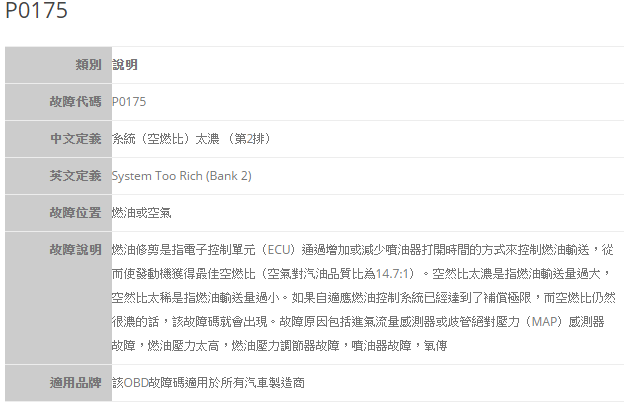 P0175
類別 說明
故障代碼 P0175
中文定義 系統（空燃比）太濃 （第2排）
英文定義 System Too Rich (Bank 2)
故障位置 燃油或空氣
故障說明 燃油修剪是指電子控制單元（ECU）通過增加或減少噴油器打開時間的方式來控制燃油輸送，從
而使發動機獲得最佳空燃比（空氣對汽油品質比為14.7:1）。空然比太濃是指燃油輸送量過大，
空然比太稀是指燃油輸送量過小。如果自適應燃油控制系統已經達到了補償極限，而空燃比仍然
很濃的話，該故障碼就會出現。故障原因包括進氣流量感測器或歧管絕對壓力（MAP）感測器
故障，燃油壓力太高，燃油壓力調節器故障，噴油器故障，氧傳
適用品牌 該OBD故障碼適用於所有汽車製造商